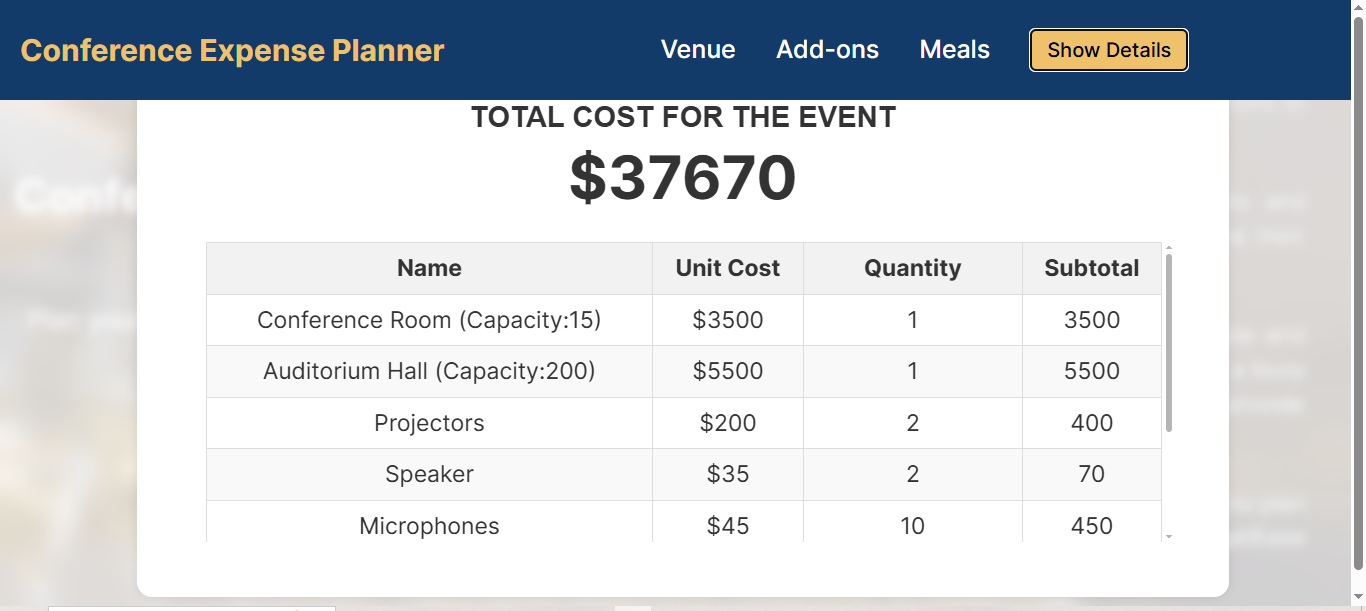 Conference Expense Planner Venue Add-ons Meals Show Details
TOTAL COST FOR THE EVENT
$37670
Name Unit Cost Quantity Subtotal
Conference Room (Capacity:15) $3500 1 3500
Auditorium Hall (Capacity:200) $5500 1 5500
Projectors $200 2 400
Speaker $35 2 70
Microphones $45 10 450